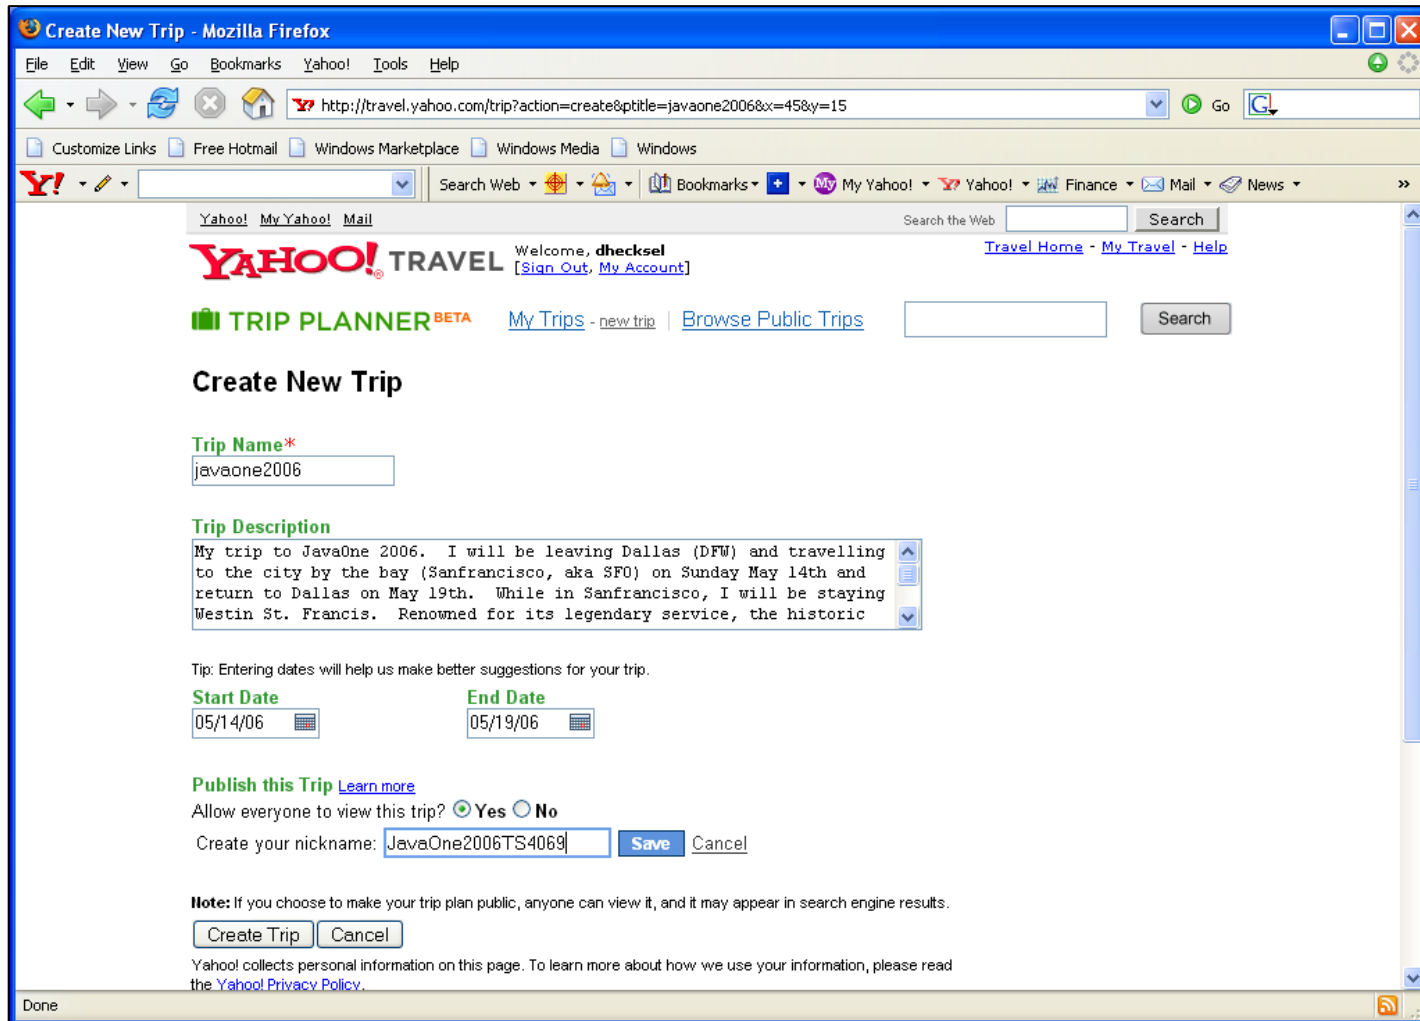 Create New Trip - Mozilla Firefox
File Edit View Go Bookmarks Yahoo! Tools Help
http://travel.yahoo.com/trip?action=create&ptitle=javaone2006&x=45&y=15 Go G
Customize Links Free Hotmail Windows Marketplace Windows Media Windows
Y! Search Web Bookmarks My My Yahoo! Yahoo! Finance Mail News »
Yahoo! My Yahoo! Mail Search the Web Search
YAHOO! TRAVEL Welcome, dhecksel Travel Home - My Travel - Help
[Sign Out, My Account]
TRIP PLANNER BETA My Trips - new trip | Browse Public Trips Search
Create New Trip
Trip Name*
javaone2006
Trip Description
My trip to JavaOne 2006. I will be leaving Dallas (DFW) and travelling
to the city by the bay (Sanfrancisco, aka SFO) on Sunday May 14th and
return to Dallas on May 19th. While in Sanfrancisco, I will be staying
Westin St. Francis. Renowned for its legendary service, the historic
Tip: Entering dates will help us make better suggestions for your trip.
Start Date End Date
05/14/06 05/19/06
Publish this Trip Learn more
Allow everyone to view this trip? Yes No
Create your nickname: JavaOne2006TS4069 Save Cancel
Note: If you choose to make your trip plan public, anyone can view it, and it may appear in search engine results.
Create Trip Cancel
Yahoo! collects personal information on this page. To learn more about how we use your information, please read
the Yahoo! Privacy Policy.
Done